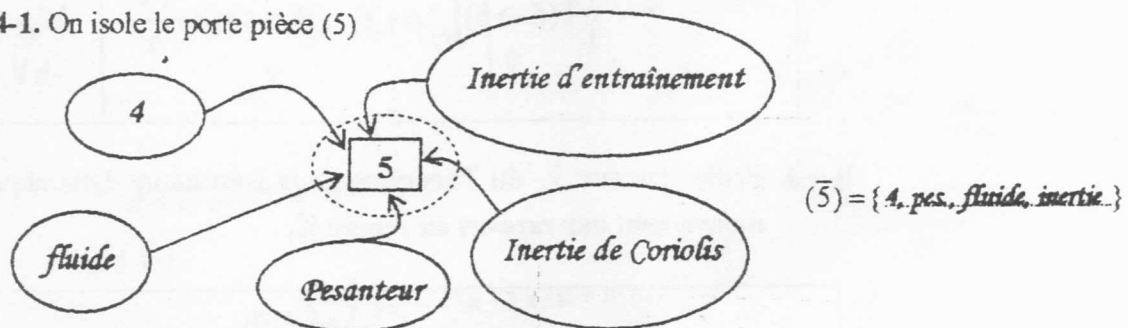 4-1. On isole le porte pièce (5)
Inertie d'entraînement
4
5
(5̄) = { 4, pes, fluide, inertie }
fluide
Pesanteur
Inertie de Coriolis